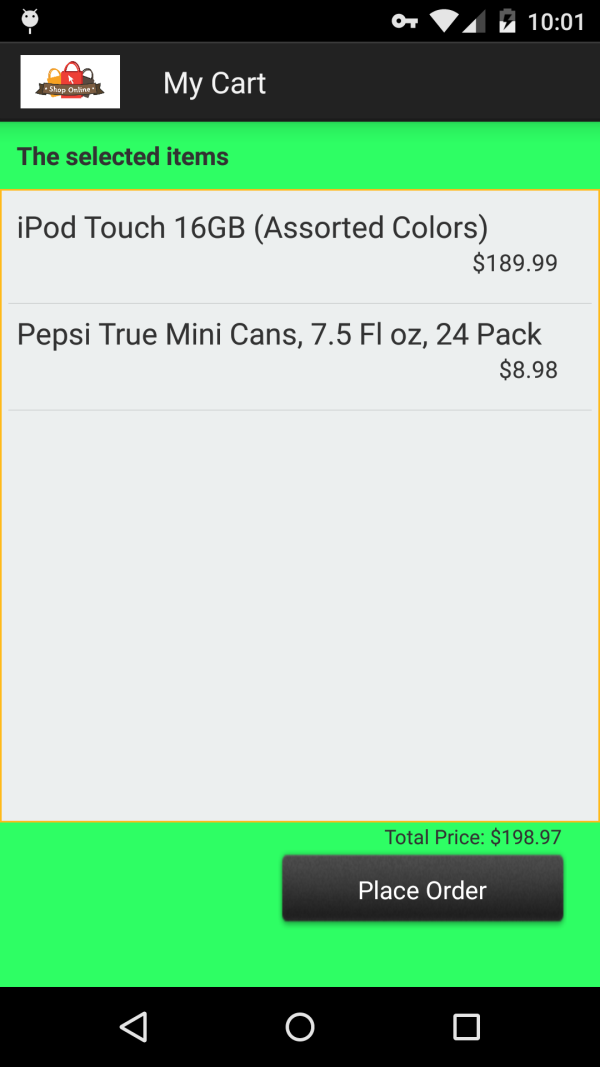 10:01
Shop Online
My Cart
The selected items
iPod Touch 16GB (Assorted Colors)
$189.99
Pepsi True Mini Cans, 7.5 Fl oz, 24 Pack
$8.98
Total Price: $198.97
Place Order